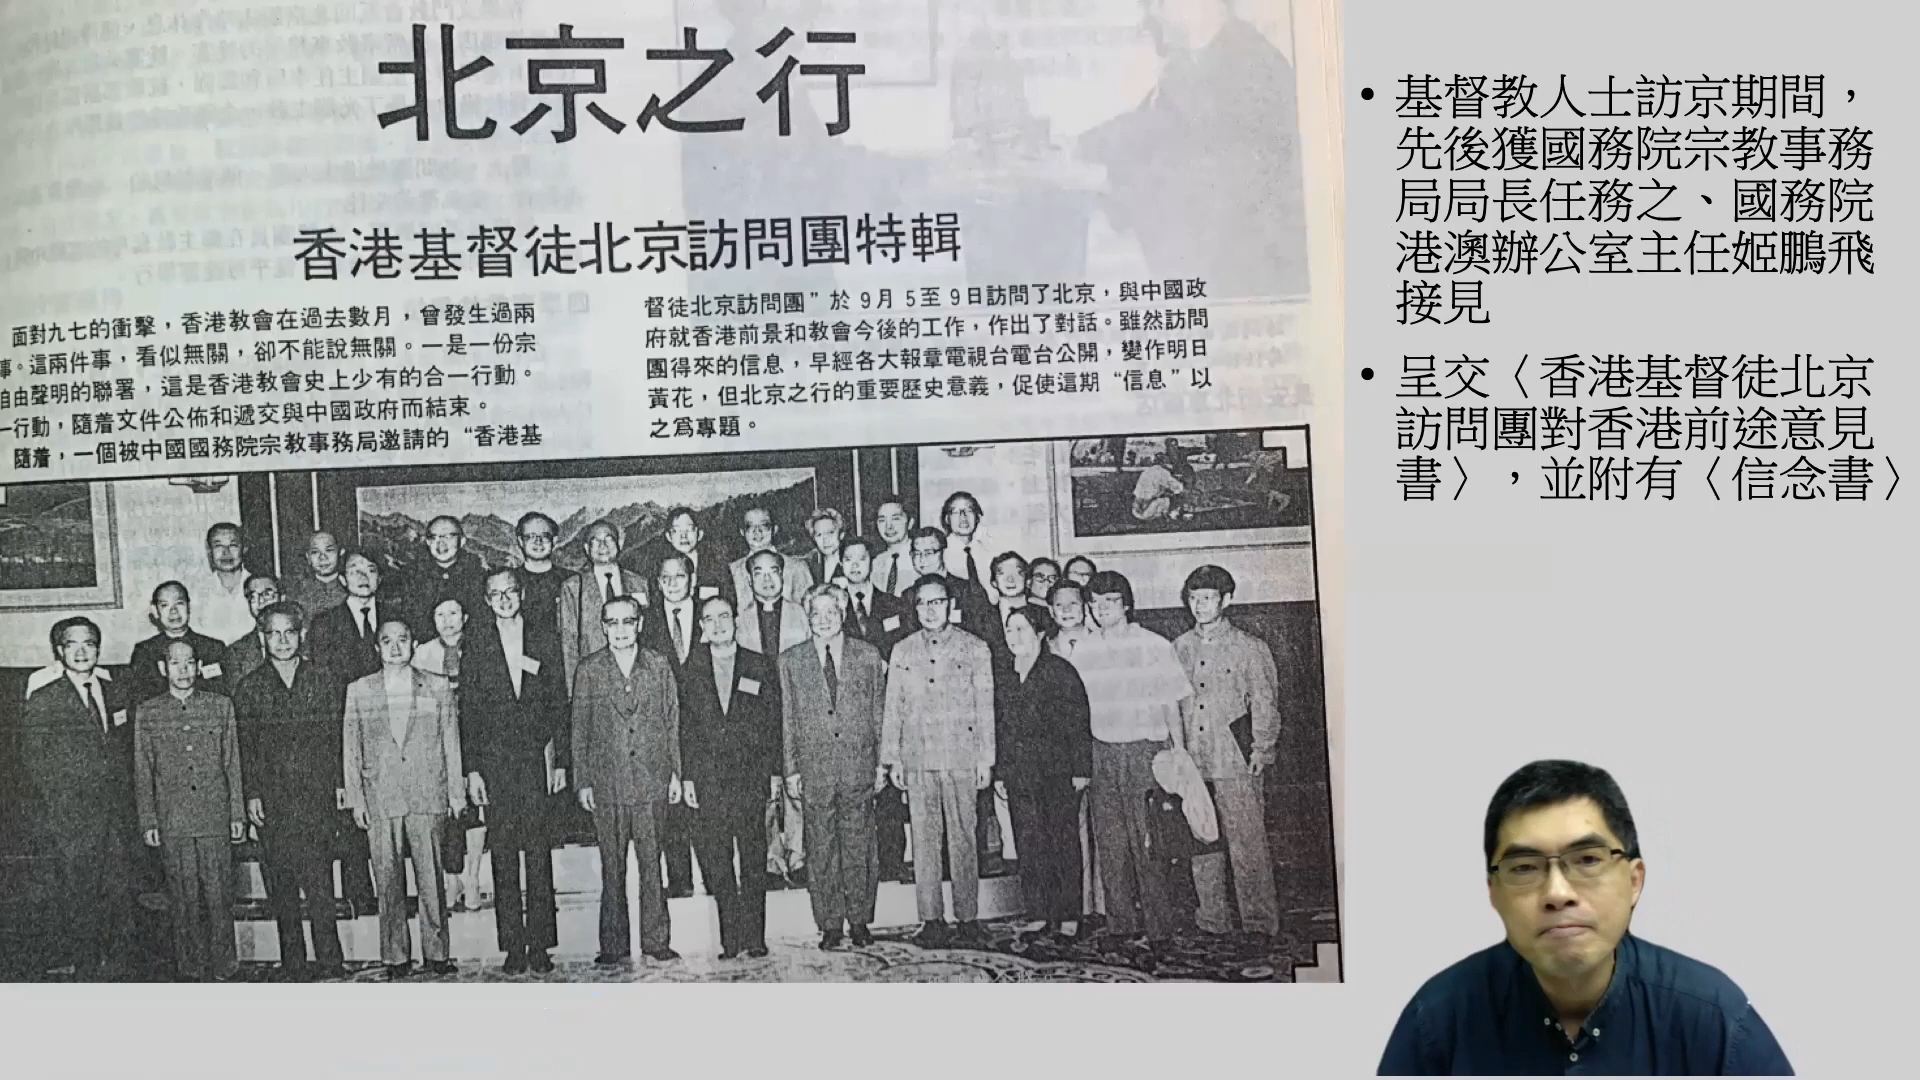 北京之行
香港基督徒北京訪問團特輯
面對九七的衝擊，香港教會在過去數月，曾發生過兩
事。這兩件事，看似無關，卻不能說無關。一是一份宗
自由聲明的聯署，這是香港教會史上少有的合一行動。
一行動，隨着文件公佈和遞交與中國政府而結束。
隨着，一個被中國國務院宗教事務局邀請的“香港基
督徒北京訪問團”於9月5至9日訪問了北京，與中國政
府就香港前景和教會今後的工作，作出了對話。雖然訪問
團得來的信息，早經各大報章電視台電台公開，變作明日
黃花，但北京之行的重要歷史意義，促使這期“信息”以
之爲專題。
• 基督教人士訪京期間，
先後獲國務院宗教事務
局局長任務之、國務院
港澳辦公室主任姬鵬飛
接見
• 呈交〈香港基督徒北京
訪問團對香港前途意見
書〉，並附有〈信念書〉